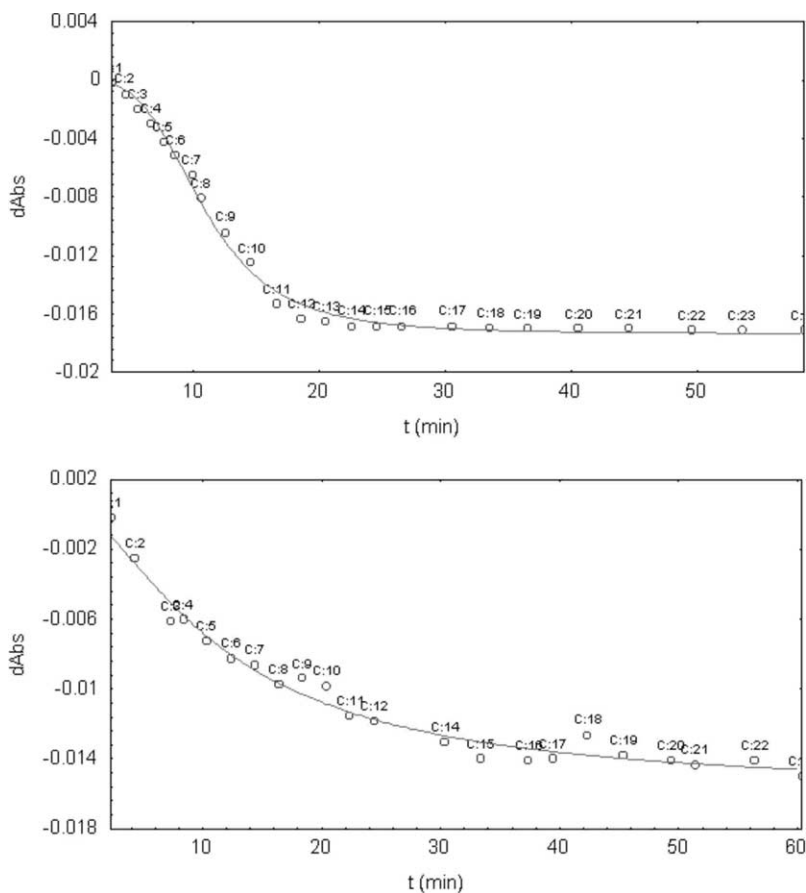 0.004
:1
0 C:2
C:3
C:4
-0.004 C:5
C:6
C:7
-0.008 C:8
dAbs
C:9
-0.012 C:10
C:11
C:12 C:13 C:14 C:15 C:16 C:17 C:18 C:19 C:20 C:21 C:22 C:23 C:
-0.016
-0.02
10 20 30 40 50
t (min)
0.002
:1
-0.002 C:2
C:3 C:4
-0.006 C:5
C:6
C:7
dAbs
C:8 C:9 C:10
-0.01
C:11 C:12
C:14 C:18
C:15 C:16 C:17 C:19 C:20 C:21 C:22 C:
-0.014
-0.018
10 20 30 40 50 60
t (min)